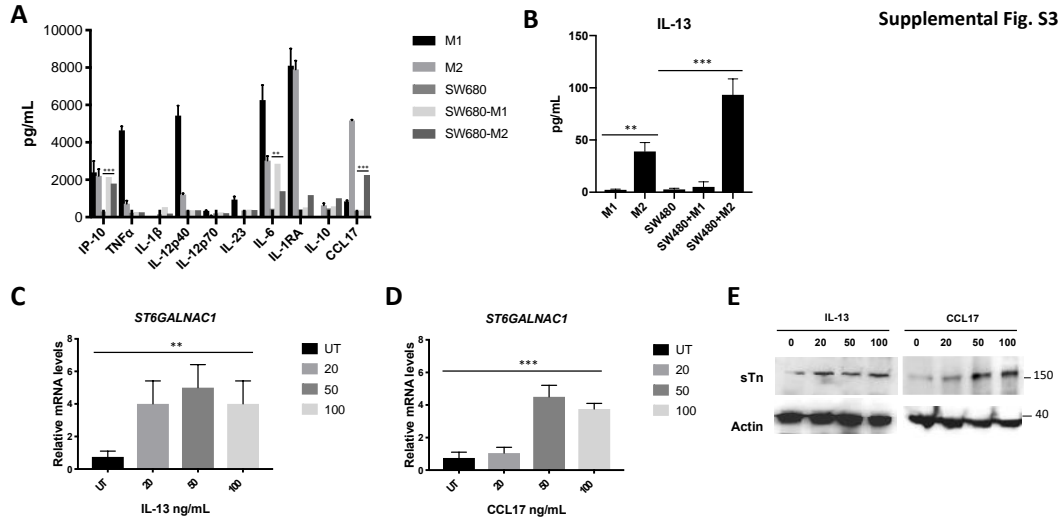 Supplemental Fig. S3
A
10000
8000
6000
4000
2000
0
pg/mL
***
**
***
IP-10
TNFα
IL-1β
IL-12p40
IL-12p70
IL-23
IL-6
IL-1RA
IL-10
CCL17
M1
M2
SW680
SW680-M1
SW680-M2
B
IL-13
150
100
50
0
pg/mL
**
***
M1
M2
SW480
SW480+M1
SW480+M2
C
ST6GALNAC1
8
6
4
2
0
Relative mRNA levels
**
UT
20
50
100
IL-13 ng/mL
UT
20
50
100
D
ST6GALNAC1
8
6
4
2
0
Relative mRNA levels
***
UT
20
50
100
CCL17 ng/mL
UT
20
50
100
E
IL-13
CCL17
0 20 50 100
0 20 50 100
sTn
150
Actin
40